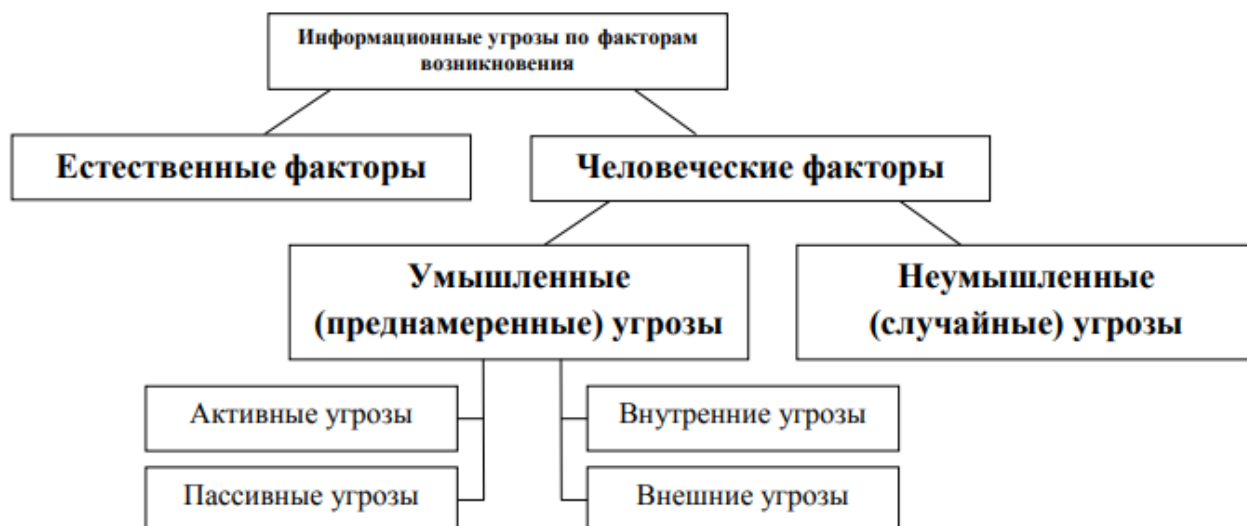 Информационные угрозы по факторам
возникновения
Естественные факторы
Человеческие факторы
Умышленные
(преднамеренные) угрозы
Неумышленные
(случайные) угрозы
Активные угрозы
Внутренние угрозы
Пассивные угрозы
Внешние угрозы